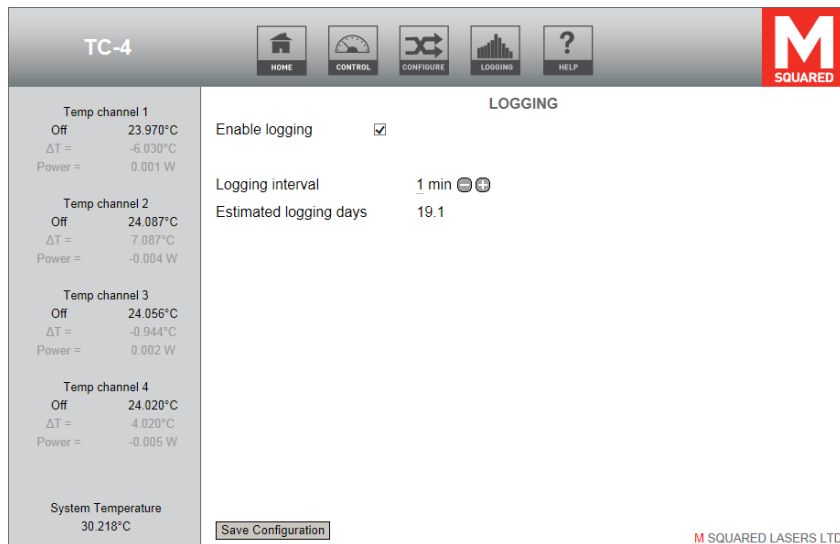 TC-4
HOME
CONTROL
CONFIGURE
LOGGING
HELP
M
SQUARED
Temp channel 1
Off 23.970°C
ΔT = -6.030°C
Power = 0.001 W
Temp channel 2
Off 24.087°C
ΔT = 7.087°C
Power = -0.004 W
Temp channel 3
Off 24.056°C
ΔT = -0.944°C
Power = 0.002 W
Temp channel 4
Off 24.020°C
ΔT = 4.020°C
Power = -0.005 W
System Temperature
30.218°C
LOGGING
Enable logging
Logging interval 1 min
Estimated logging days 19.1
Save Configuration
M SQUARED LASERS LTD